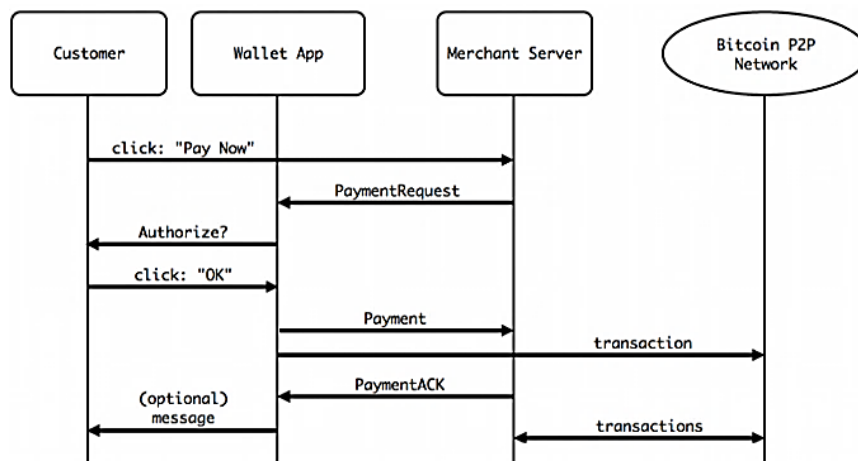 Customer
Wallet App
Merchant Server
Bitcoin P2P
Network
click: "Pay Now"
PaymentRequest
Authorize?
click: "OK"
Payment
transaction
PaymentACK
(optional)
message
transactions